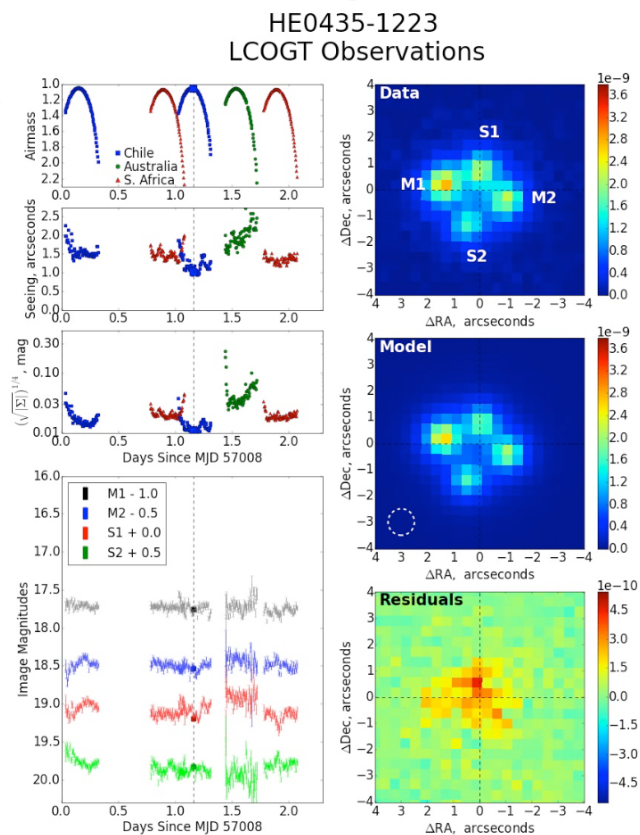 HE0435-1223
LCOGT Observations
Airmass
1.0
1.2
1.4
1.6
1.8
2.0
2.2
Chile
Australia
S. Africa
0.0 0.5 1.0 1.5 2.0
Seeing, arcseconds
2.5
2.0
1.5
1.0
0.5
0.0 0.5 1.0 1.5 2.0
(√|Σ|)^1/4, mag
0.30
0.10
0.03
0.01
0.0 0.5 1.0 1.5 2.0
Days Since MJD 57008
Image Magnitudes
16.0
16.5
17.0
17.5
18.0
18.5
19.0
19.5
20.0
M1 - 1.0
M2 - 0.5
S1 + 0.0
S2 + 0.5
0.0 0.5 1.0 1.5 2.0
Days Since MJD 57008
Data
S1
M1
M2
S2
ΔDec, arcseconds
4
3
2
1
0
−1
−2
−3
−4
4 3 2 1 0 −1 −2 −3 −4
ΔRA, arcseconds
1e−9
3.6
3.2
2.8
2.4
2.0
1.6
1.2
0.8
0.4
0.0
Model
ΔDec, arcseconds
4
3
2
1
0
−1
−2
−3
−4
4 3 2 1 0 −1 −2 −3 −4
ΔRA, arcseconds
1e−9
3.6
3.2
2.8
2.4
2.0
1.6
1.2
0.8
0.4
0.0
Residuals
ΔDec, arcseconds
4
3
2
1
0
−1
−2
−3
−4
4 3 2 1 0 −1 −2 −3 −4
ΔRA, arcseconds
1e−10
4.5
3.0
1.5
0.0
−1.5
−3.0
−4.5